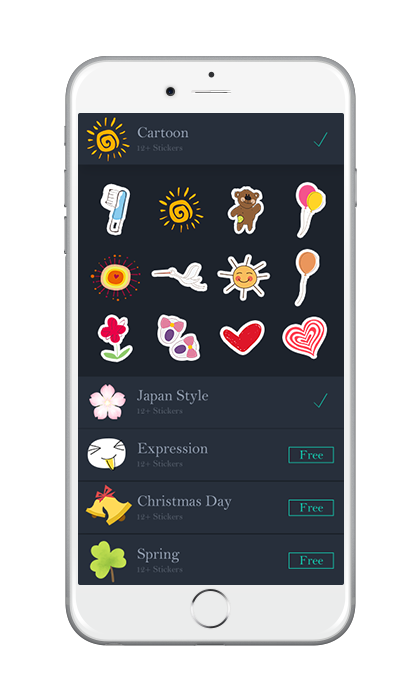 Cartoon
12+ Stickers
Japan Style
12+ Stickers
Expression
12+ Stickers
Free
Christmas Day
12+ Stickers
Free
Spring
12+ Stickers
Free